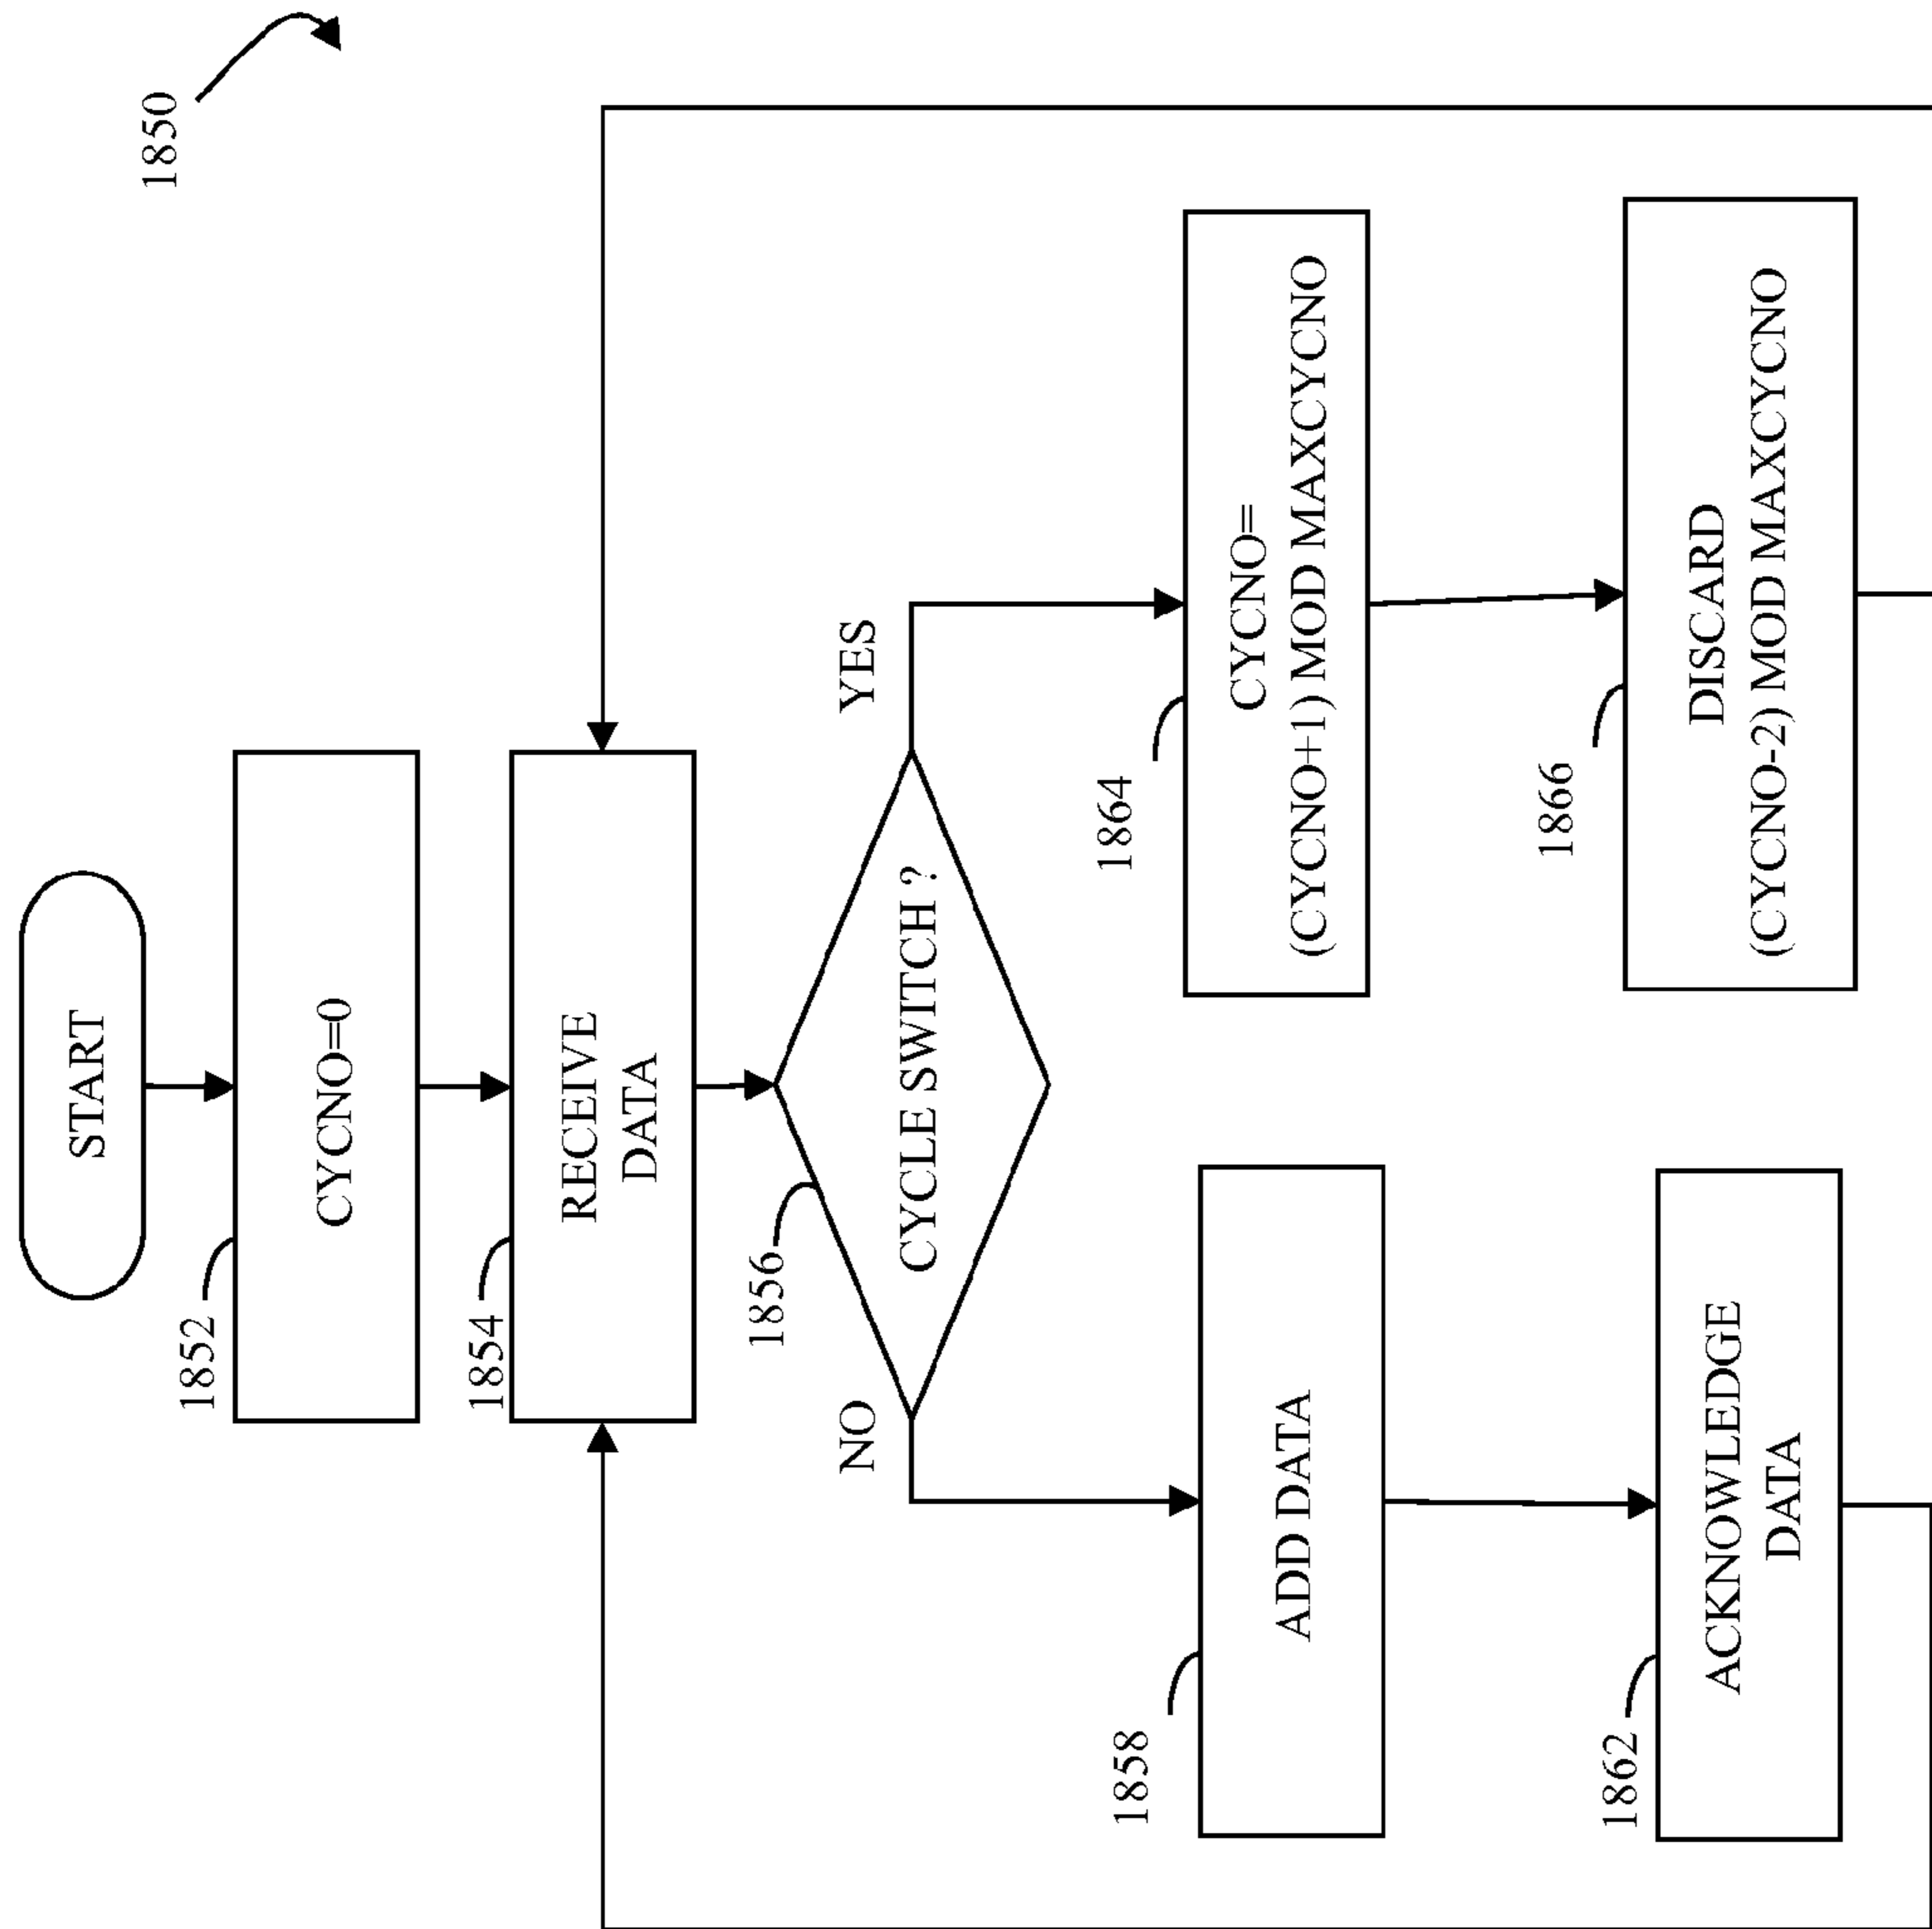 1850
START
1852
CYCNO=0
1854
RECEIVE
DATA
1856
CYCLE SWITCH ?
NO
YES
1858
ADD DATA
1864
CYCNO=
(CYCNO+1) MOD MAXCYCNO
1862
ACKNOWLEDGE
DATA
1866
DISCARD
(CYCNO-2) MOD MAXCYCNO